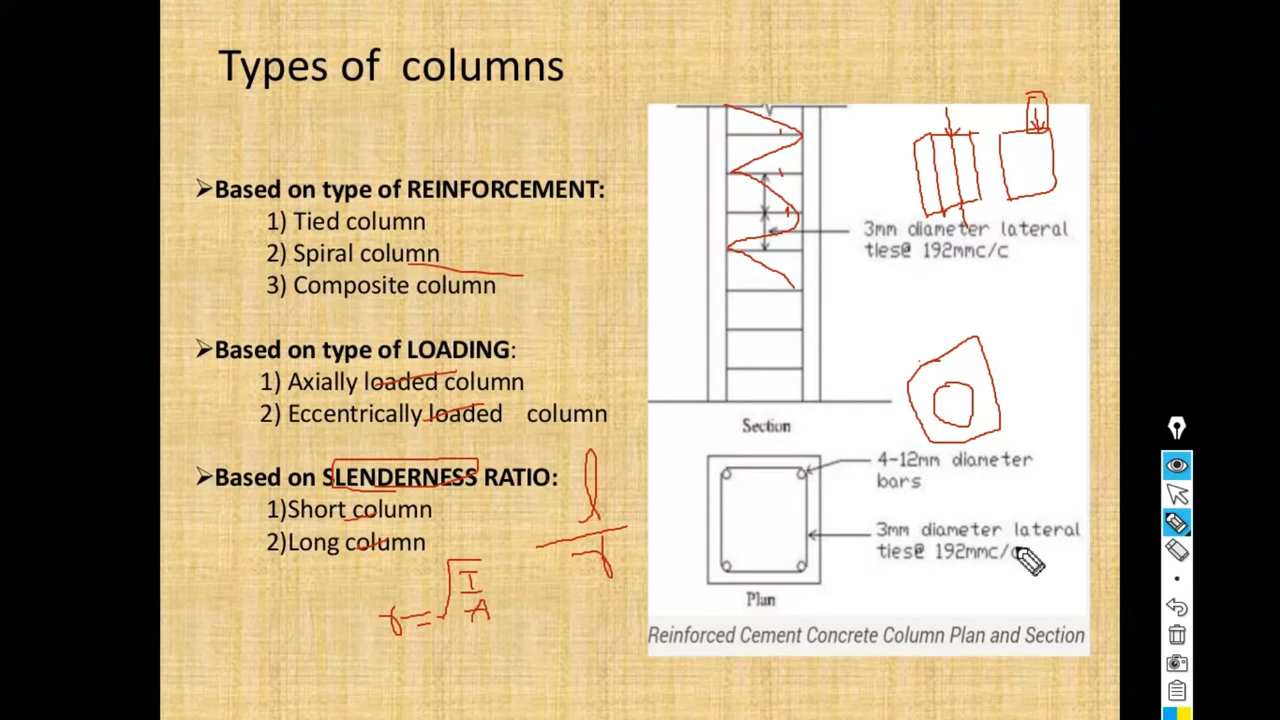 Types of columns
➢Based on type of REINFORCEMENT:
1) Tied column
2) Spiral column
3) Composite column
➢Based on type of LOADING:
1) Axially loaded column
2) Eccentrically loaded column
➢Based on SLENDERNESS RATIO:
1)Short column
2)Long column
l
r
r = √ I
A
3mm diameter lateral
ties@ 192mmc/c
Section
4-12mm diameter
bars
3mm diameter lateral
ties@ 192mmc/c
Plan
Reinforced Cement Concrete Column Plan and Section